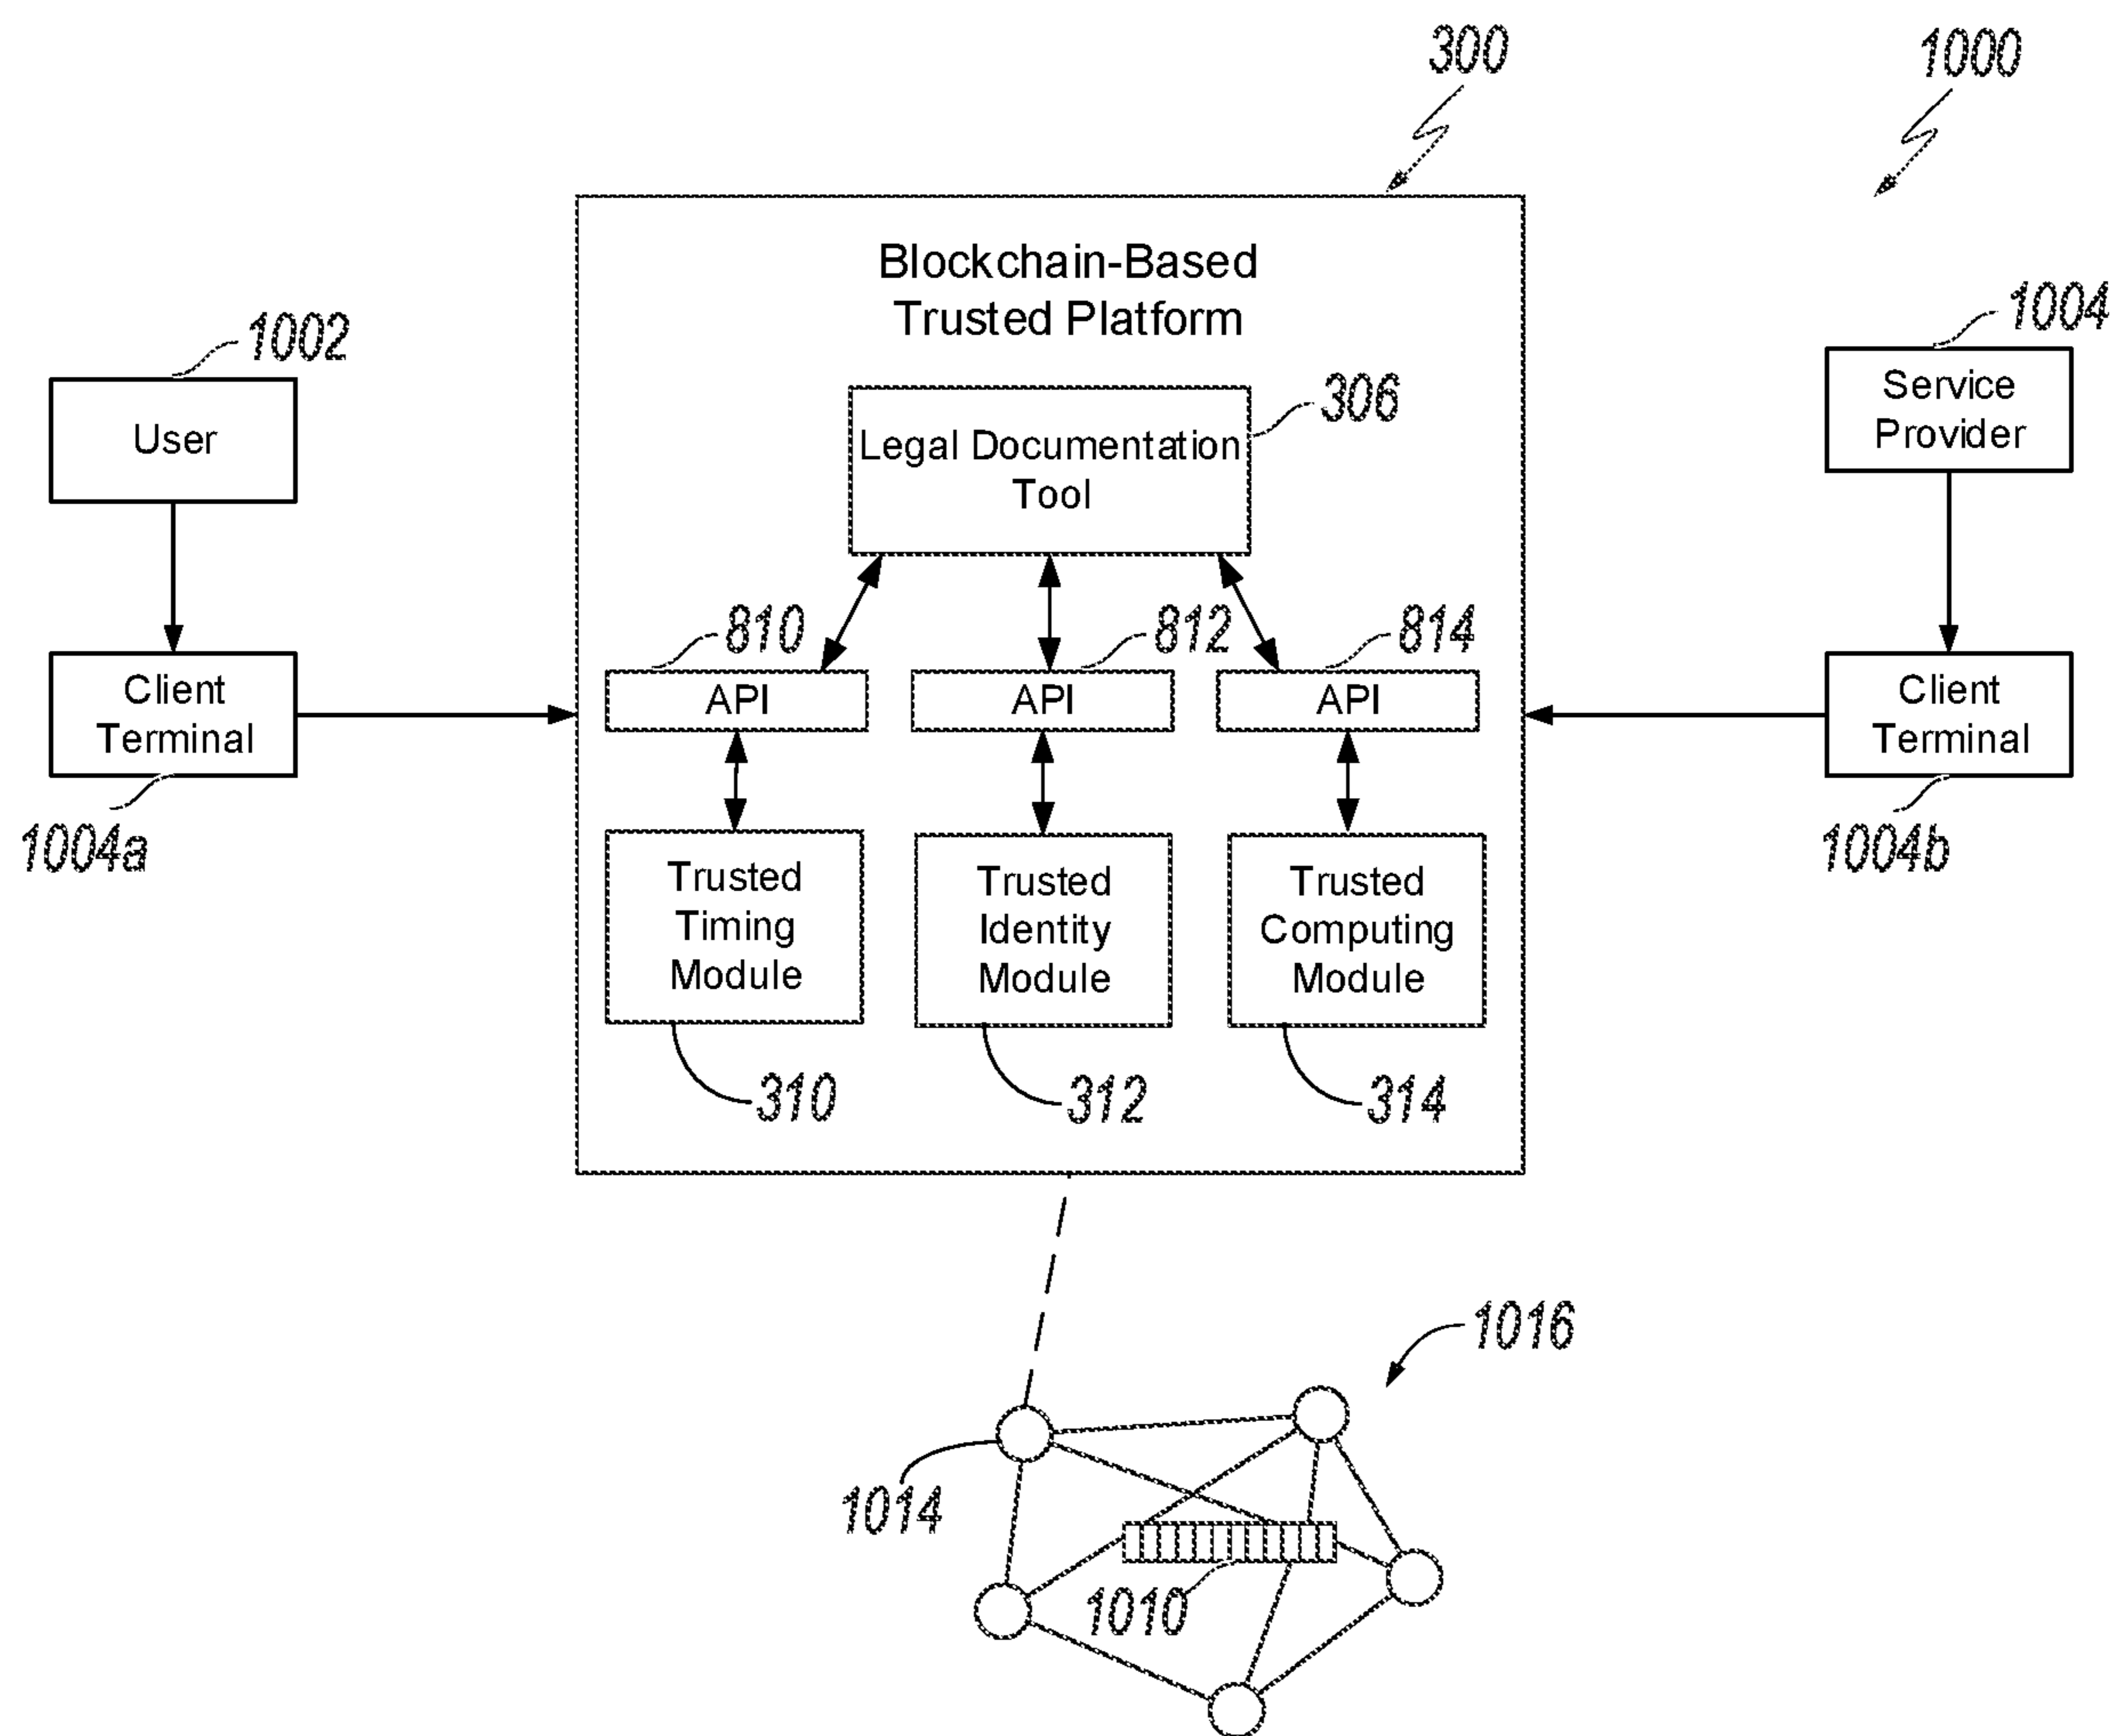 300
1000
Blockchain-Based
Trusted Platform
1002
User
306
Legal Documentation
Tool
1004
Service
Provider
810
812
814
Client
Terminal
API
API
API
Client
Terminal
1004a
1004b
Trusted
Timing
Module
Trusted
Identity
Module
Trusted
Computing
Module
310
312
314
1016
1014
1010